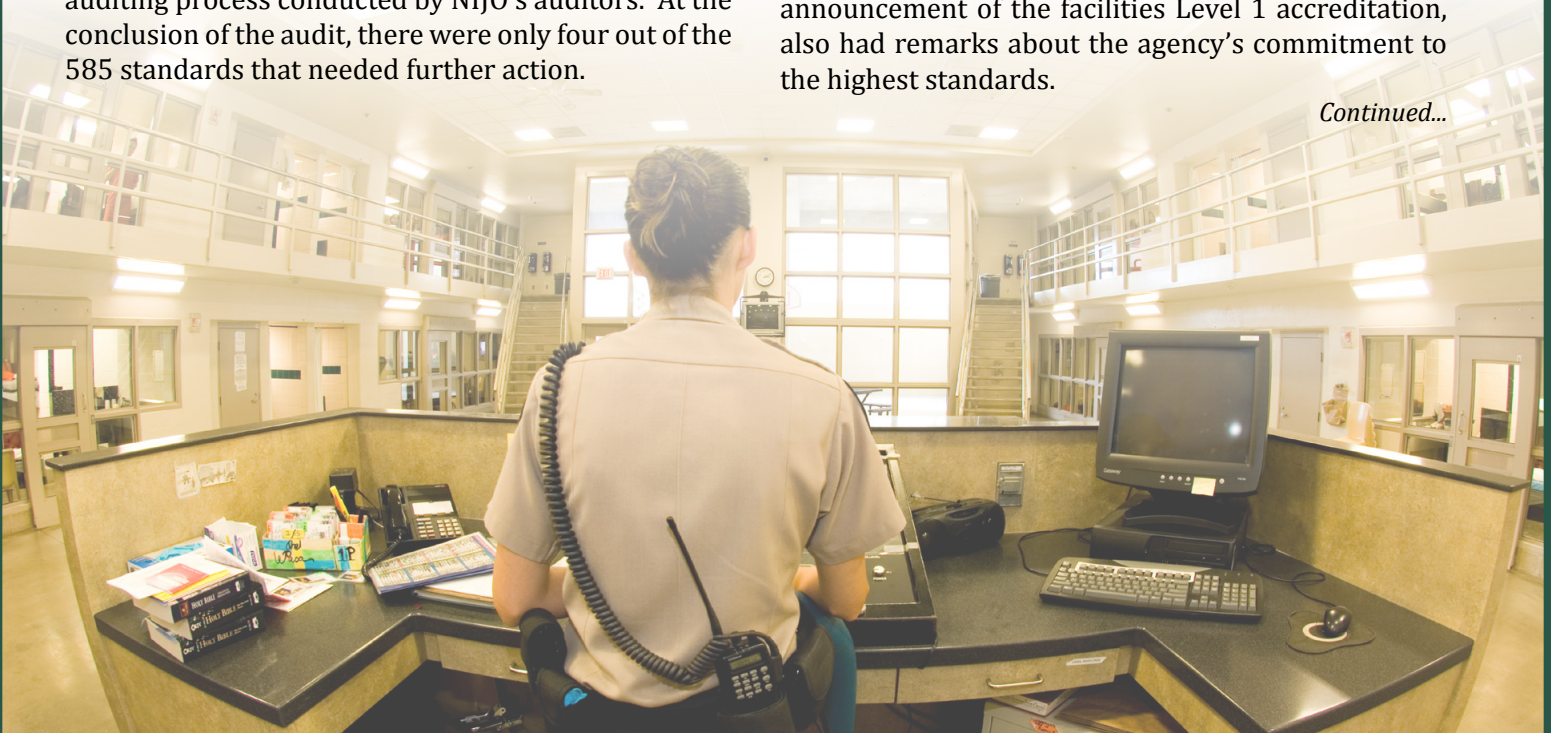 auditing process conducted by NIJO's auditors. At the
conclusion of the audit, there were only four out of the
585 standards that needed further action.
announcement of the facilities Level 1 accreditation,
also had remarks about the agency's commitment to
the highest standards.
Continued...
HOLY BIBLE
HOLY BIBLE
HOLY BIBLE
1P
Gateway